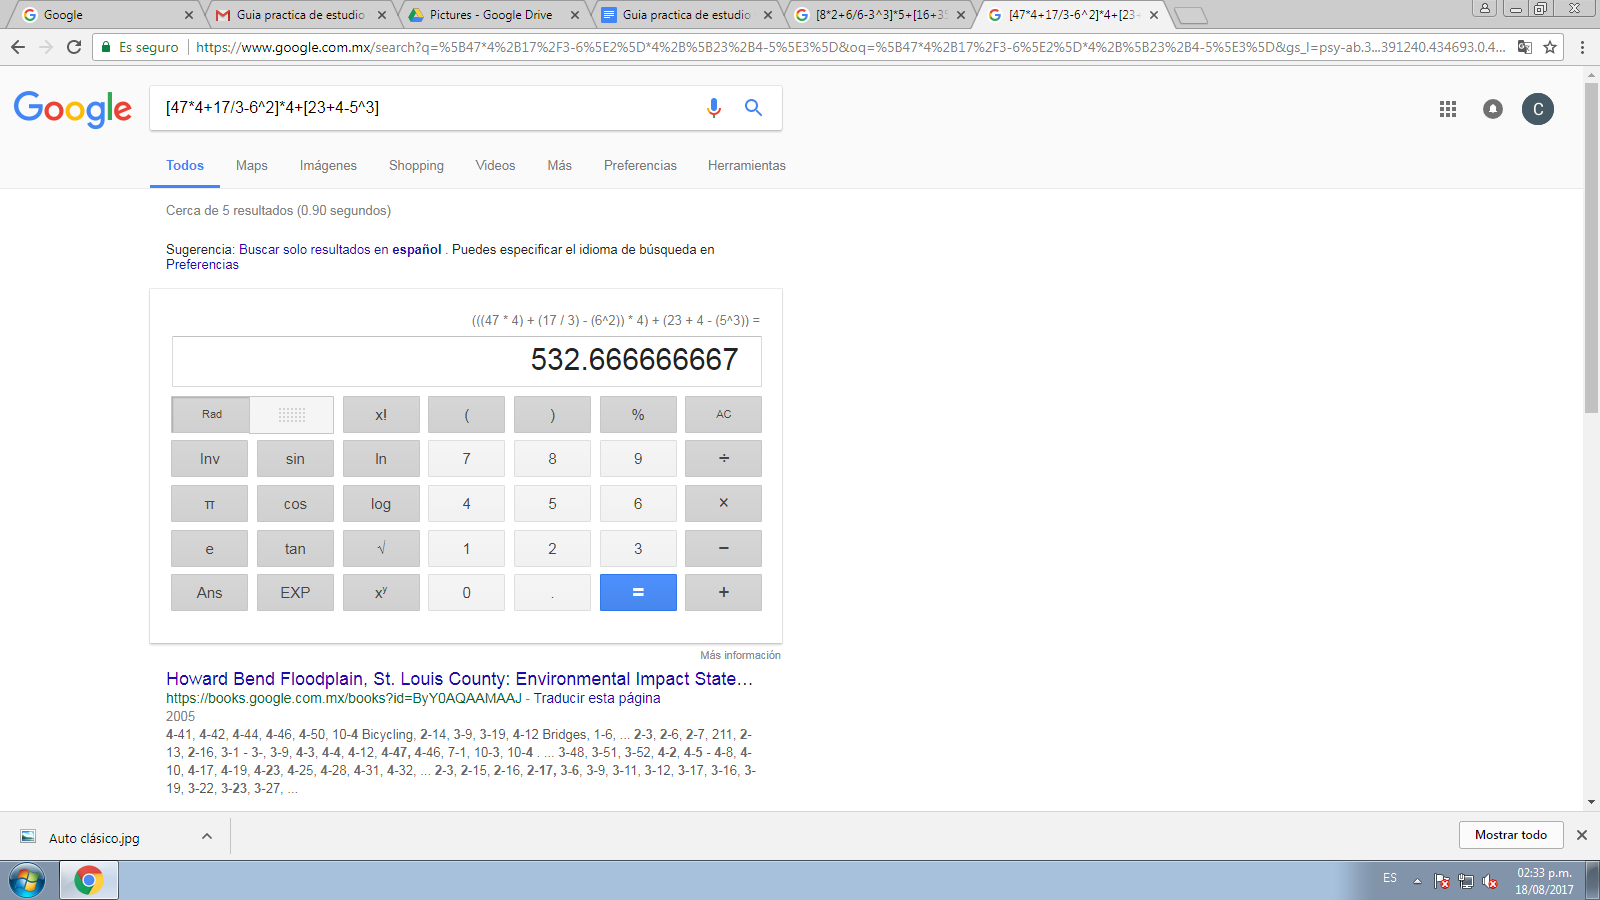 Google
Guia practica de estudio
Pictures - Google Drive
Guia practica de estudio
[8*2+6/6-3^3]*5+[16+35
[47*4+17/3-6^2]*4+[23+
Es seguro
https://www.google.com.mx/search?q=%5B47*4%2B17%2F3-6%5E2%5D*4%2B%5B23%2B4-5%5E3%5D&oq=%5B47*4%2B17%2F3-6%5E2%5D*4%2B%5B23%2B4-5%5E3%5D&gs_l=psy-ab.3...391240.434693.0.4...
Google
[47*4+17/3-6^2]*4+[23+4-5^3]
C
Todos Maps Imágenes Shopping Videos Más Preferencias Herramientas
Cerca de 5 resultados (0.90 segundos)
Sugerencia: Buscar solo resultados en español . Puedes especificar el idioma de búsqueda en
Preferencias
(((47 * 4) + (17 / 3) - (6^2)) * 4) + (23 + 4 - (5^3)) =
532.666666667
Rad x! ( ) % AC
Inv sin ln 7 8 9 ÷
π cos log 4 5 6 ×
e tan √ 1 2 3 −
Ans EXP xʸ 0 . = +
Más información
Howard Bend Floodplain, St. Louis County: Environmental Impact State...
https://books.google.com.mx/books?id=ByY0AQAAMAAJ - Traducir esta página
2005
4-41, 4-42, 4-44, 4-46, 4-50, 10-4 Bicycling, 2-14, 3-9, 3-19, 4-12 Bridges, 1-6, ... 2-3, 2-6, 2-7, 211, 2-
13, 2-16, 3-1 - 3-, 3-9, 4-3, 4-4, 4-12, 4-47, 4-46, 7-1, 10-3, 10-4 . ... 3-48, 3-51, 3-52, 4-2, 4-5 - 4-8, 4-
10, 4-17, 4-19, 4-23, 4-25, 4-28, 4-31, 4-32, ... 2-3, 2-15, 2-16, 2-17, 3-6, 3-9, 3-11, 3-12, 3-17, 3-16, 3-
19, 3-22, 3-23, 3-27, ...
Auto clásico.jpg
Mostrar todo
ES
02:33 p.m.
18/08/2017